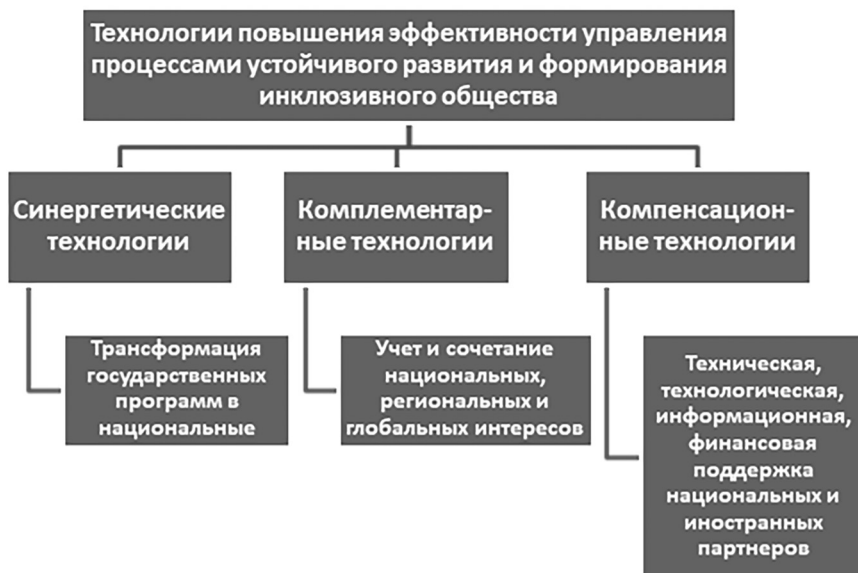 Технологии повышения эффективности управления
процессами устойчивого развития и формирования
инклюзивного общества
Синергетические
технологии
Комплементар-
ные технологии
Компенсацион-
ные технологии
Трансформация
государственных
программ в
национальные
Учет и сочетание
национальных,
региональных и
глобальных интересов
Техническая,
технологическая,
информационная,
финансовая
поддержка
национальных и
иностранных
партнеров